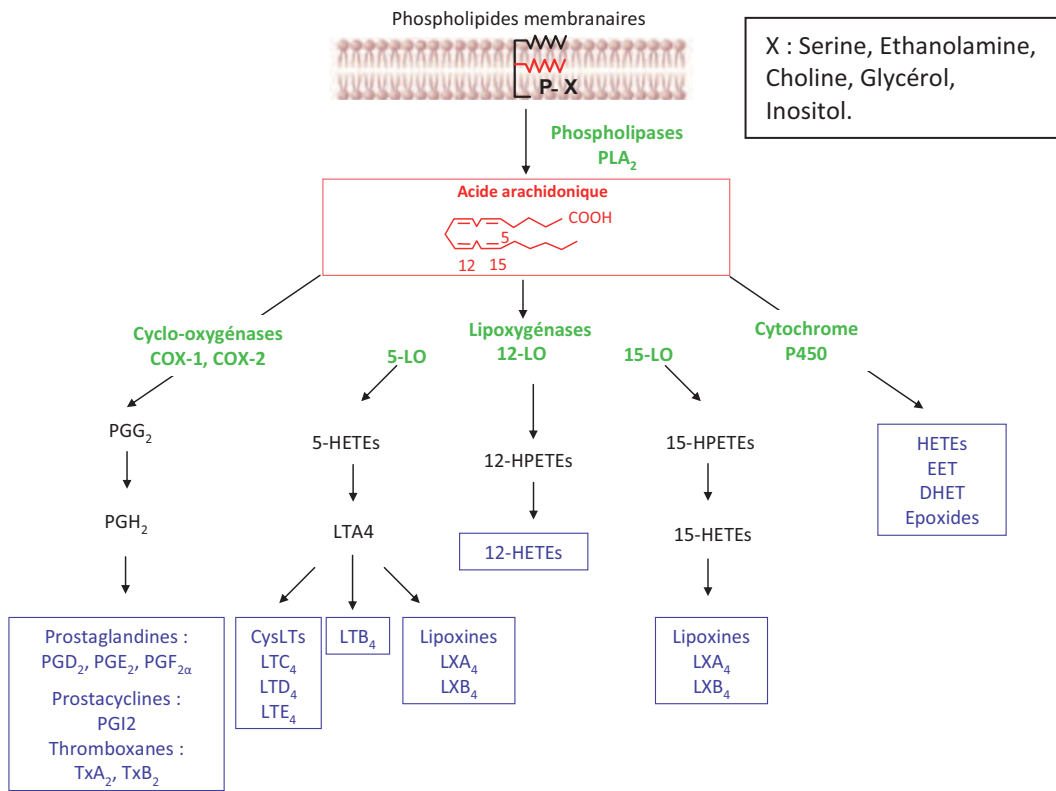 Phospholipides membranaires
P- X
X : Serine, Ethanolamine,
Choline, Glycérol,
Inositol.
Phospholipases
PLA2
Acide arachidonique
COOH
5
12 15
Cyclo-oxygénases
COX-1, COX-2
Lipoxygénases
5-LO 12-LO 15-LO
Cytochrome
P450
PGG2
PGH2
Prostaglandines :
PGD2, PGE2, PGF2α
Prostacyclines :
PGI2
Thromboxanes :
TxA2, TxB2
5-HETEs
LTA4
CysLTs
LTC4
LTD4
LTE4
LTB4
Lipoxines
LXA4
LXB4
12-HPETEs
12-HETEs
15-HPETEs
15-HETEs
Lipoxines
LXA4
LXB4
HETEs
EET
DHET
Epoxides